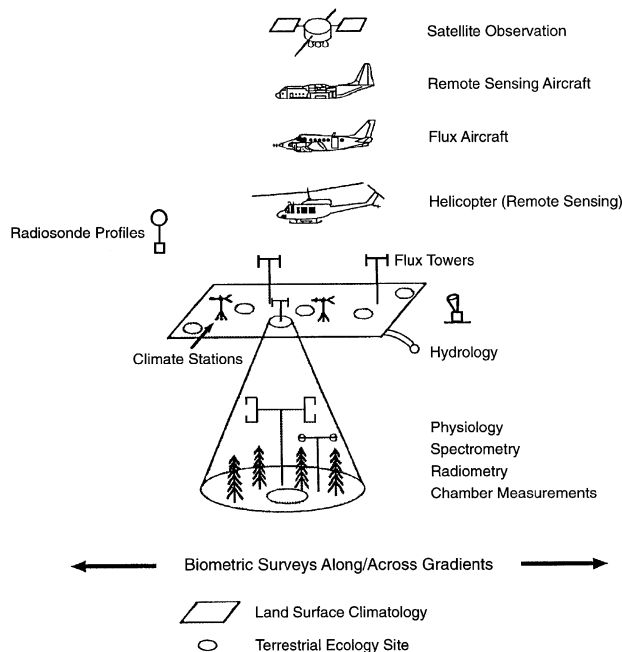 Satellite Observation
Remote Sensing Aircraft
Flux Aircraft
Helicopter (Remote Sensing)
Radiosonde Profiles
Flux Towers
Climate Stations
Hydrology
Physiology
Spectrometry
Radiometry
Chamber Measurements
Biometric Surveys Along/Across Gradients
Land Surface Climatology
Terrestrial Ecology Site